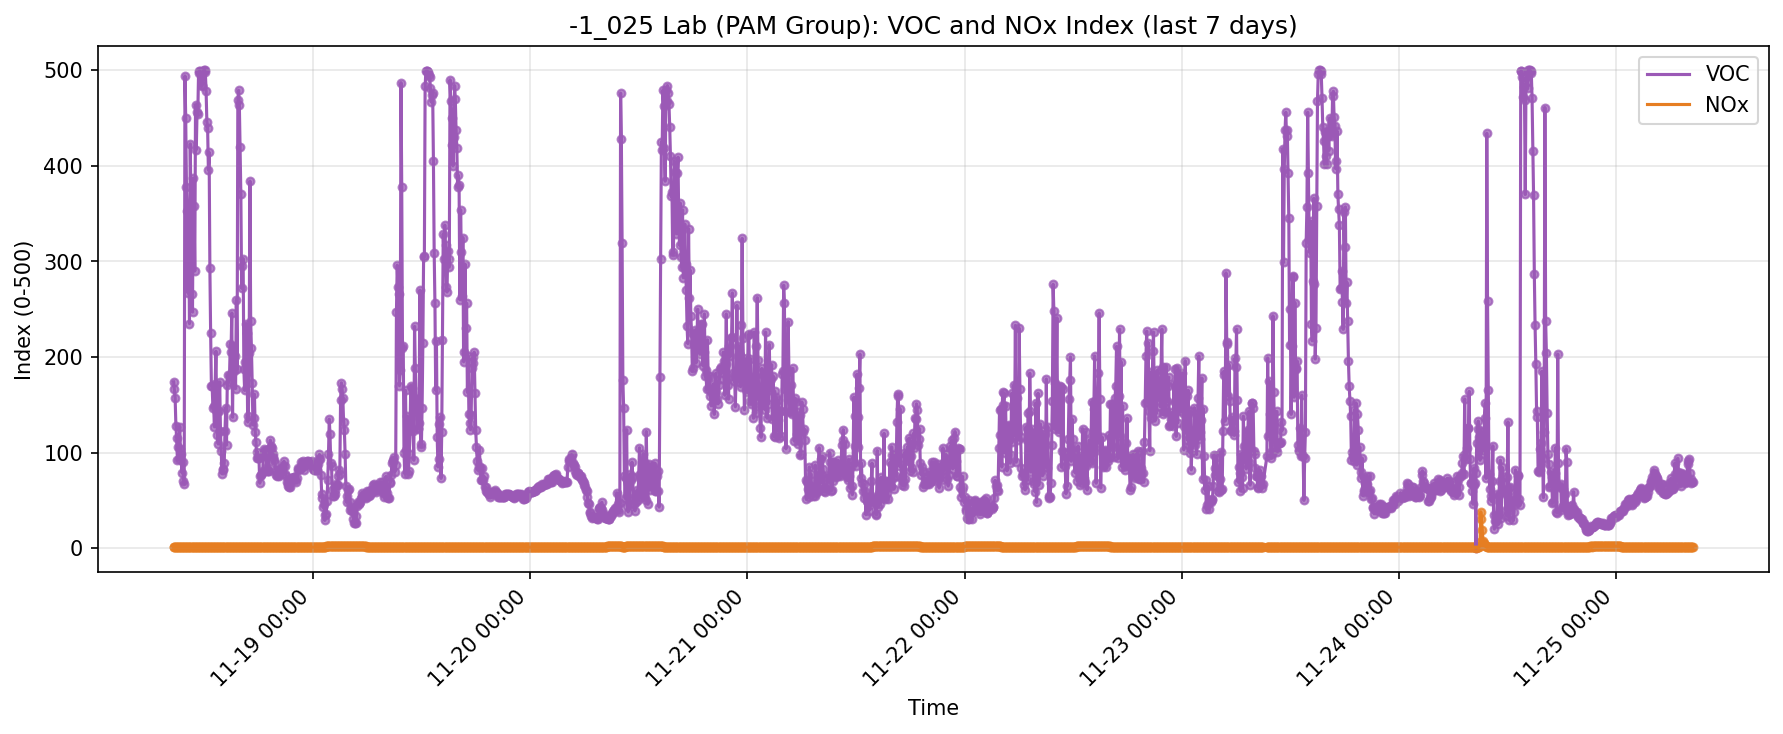 -1_025 Lab (PAM Group): VOC and NOx Index (last 7 days)
VOC
NOx
Index (0-500)
500
400
300
200
100
0
11-19 00:00
11-20 00:00
11-21 00:00
11-22 00:00
11-23 00:00
11-24 00:00
11-25 00:00
Time